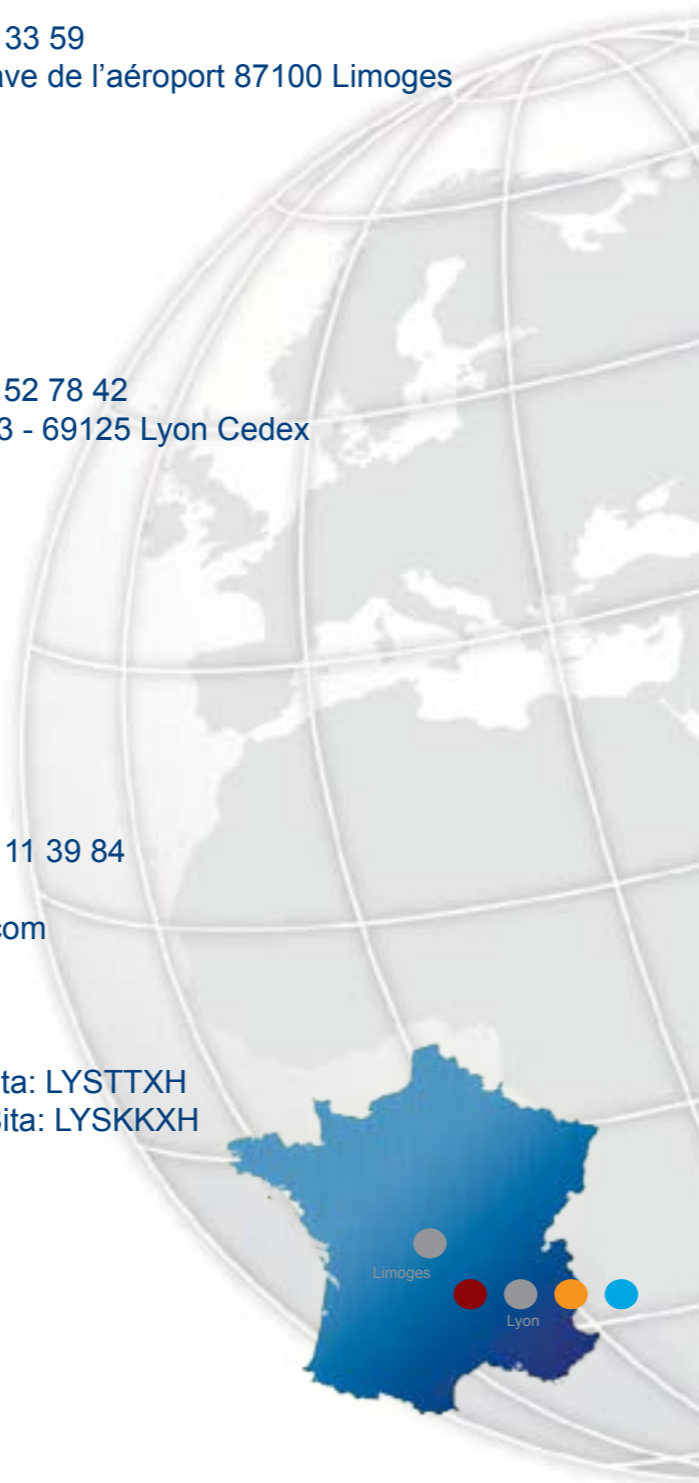 33 59
ave de l'aéroport 87100 Limoges
52 78 42
3 - 69125 Lyon Cedex
11 39 84
com
ita: LYSTTXH
Sita: LYSKKXH
Limoges
Lyon